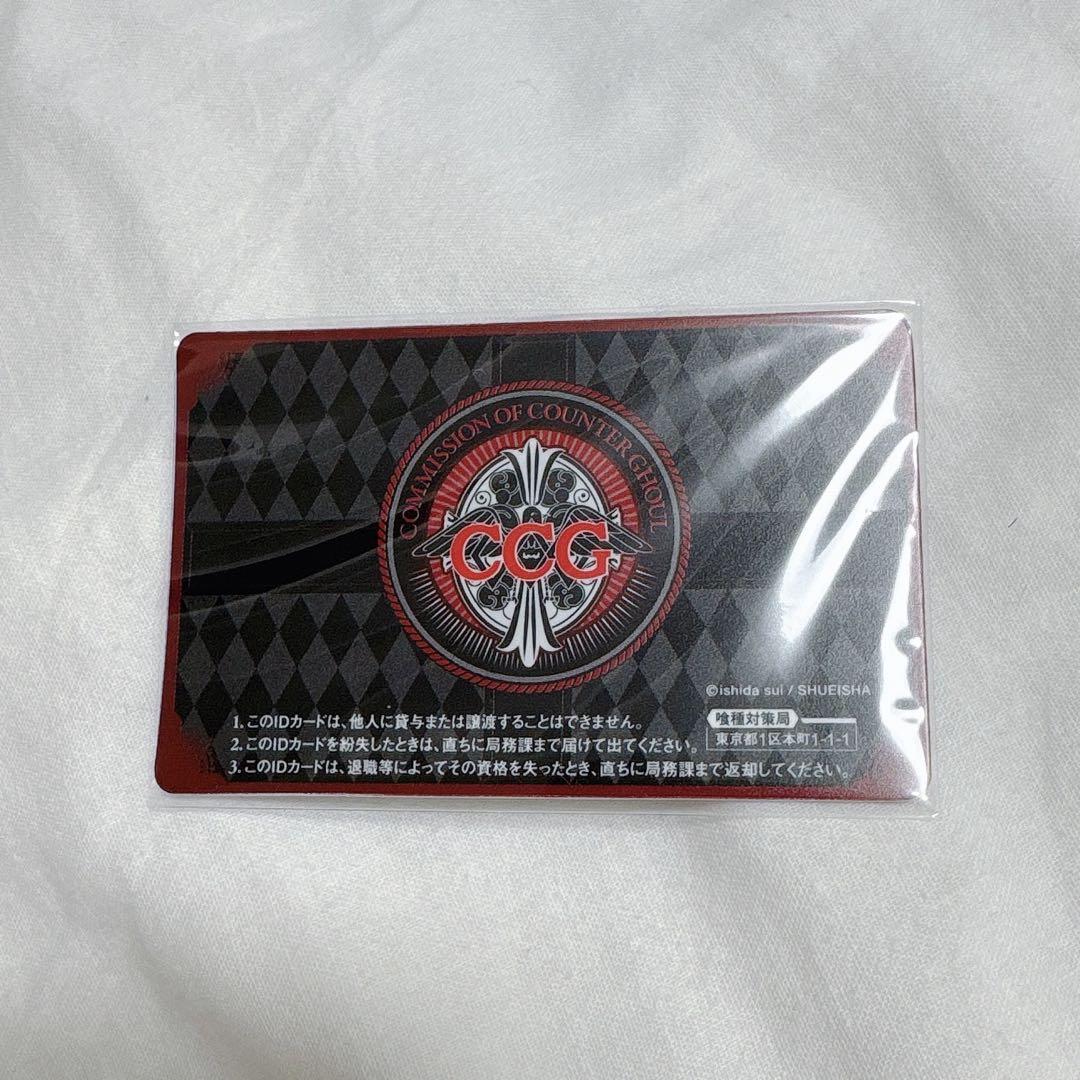 COMMISSION OF COUNTER GHOUL
CCG
©ishida sui / SHUEISHA
喰種対策局
東京都1区本町1-1-1
1. このIDカードは、他人に貸与または譲渡することはできません。
2. このIDカードを紛失したときは、直ちに局務課まで届けて出てください。
3. このIDカードは、退職等によってその資格を失ったとき、直ちに局務課まで返却してください。